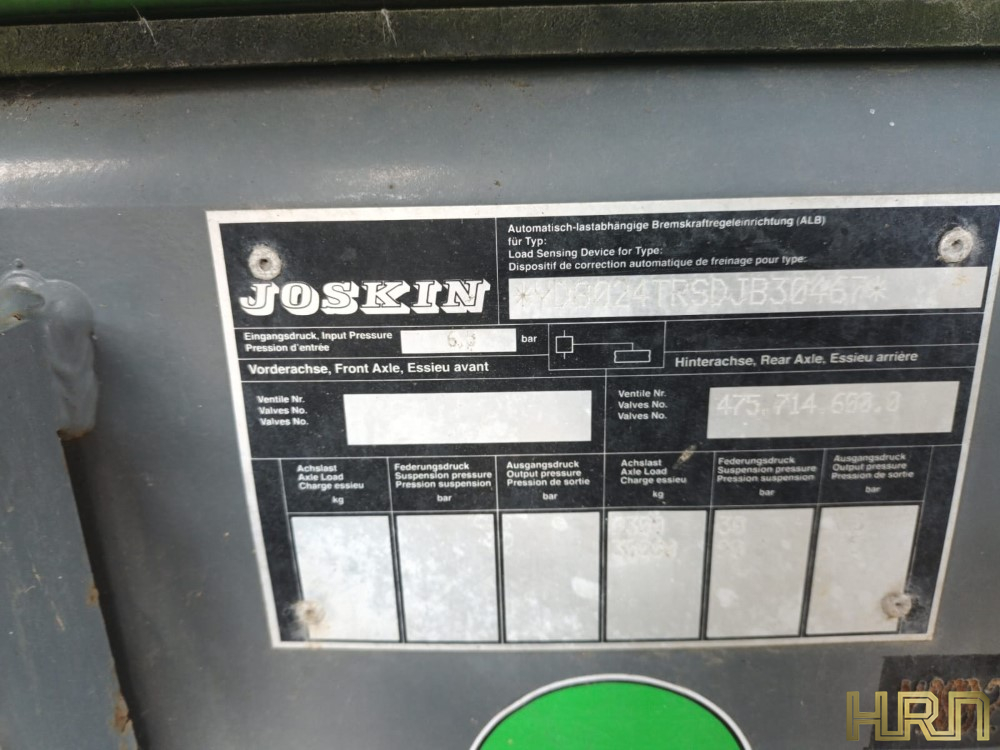 JOSKIN
Automatisch-lastabhängige Bremskraftregeleinrichtung (ALB)
für Typ:
Load Sensing Device for Type:
Dispositif de correction automatique de freinage pour type:
Eingangsdruck, Input Pressure
Pression d'entrée
bar
Vorderachse, Front Axle, Essieu avant
Hinterachse, Rear Axle, Essieu arrière
Ventile Nr.
Valves No.
Valves No.
Ventile Nr.
Valves No.
Valves No.
Achslast
Axle Load
Charge essieu
kg
Federungsdruck
Suspension pressure
Pression suspension
bar
Ausgangsdruck
Output pressure
Pression de sortie
bar
Achslast
Axle Load
Charge essieu
kg
Federungsdruck
Suspension pressure
Pression suspension
bar
Ausgangsdruck
Output pressure
Pression de sortie
bar
HRN